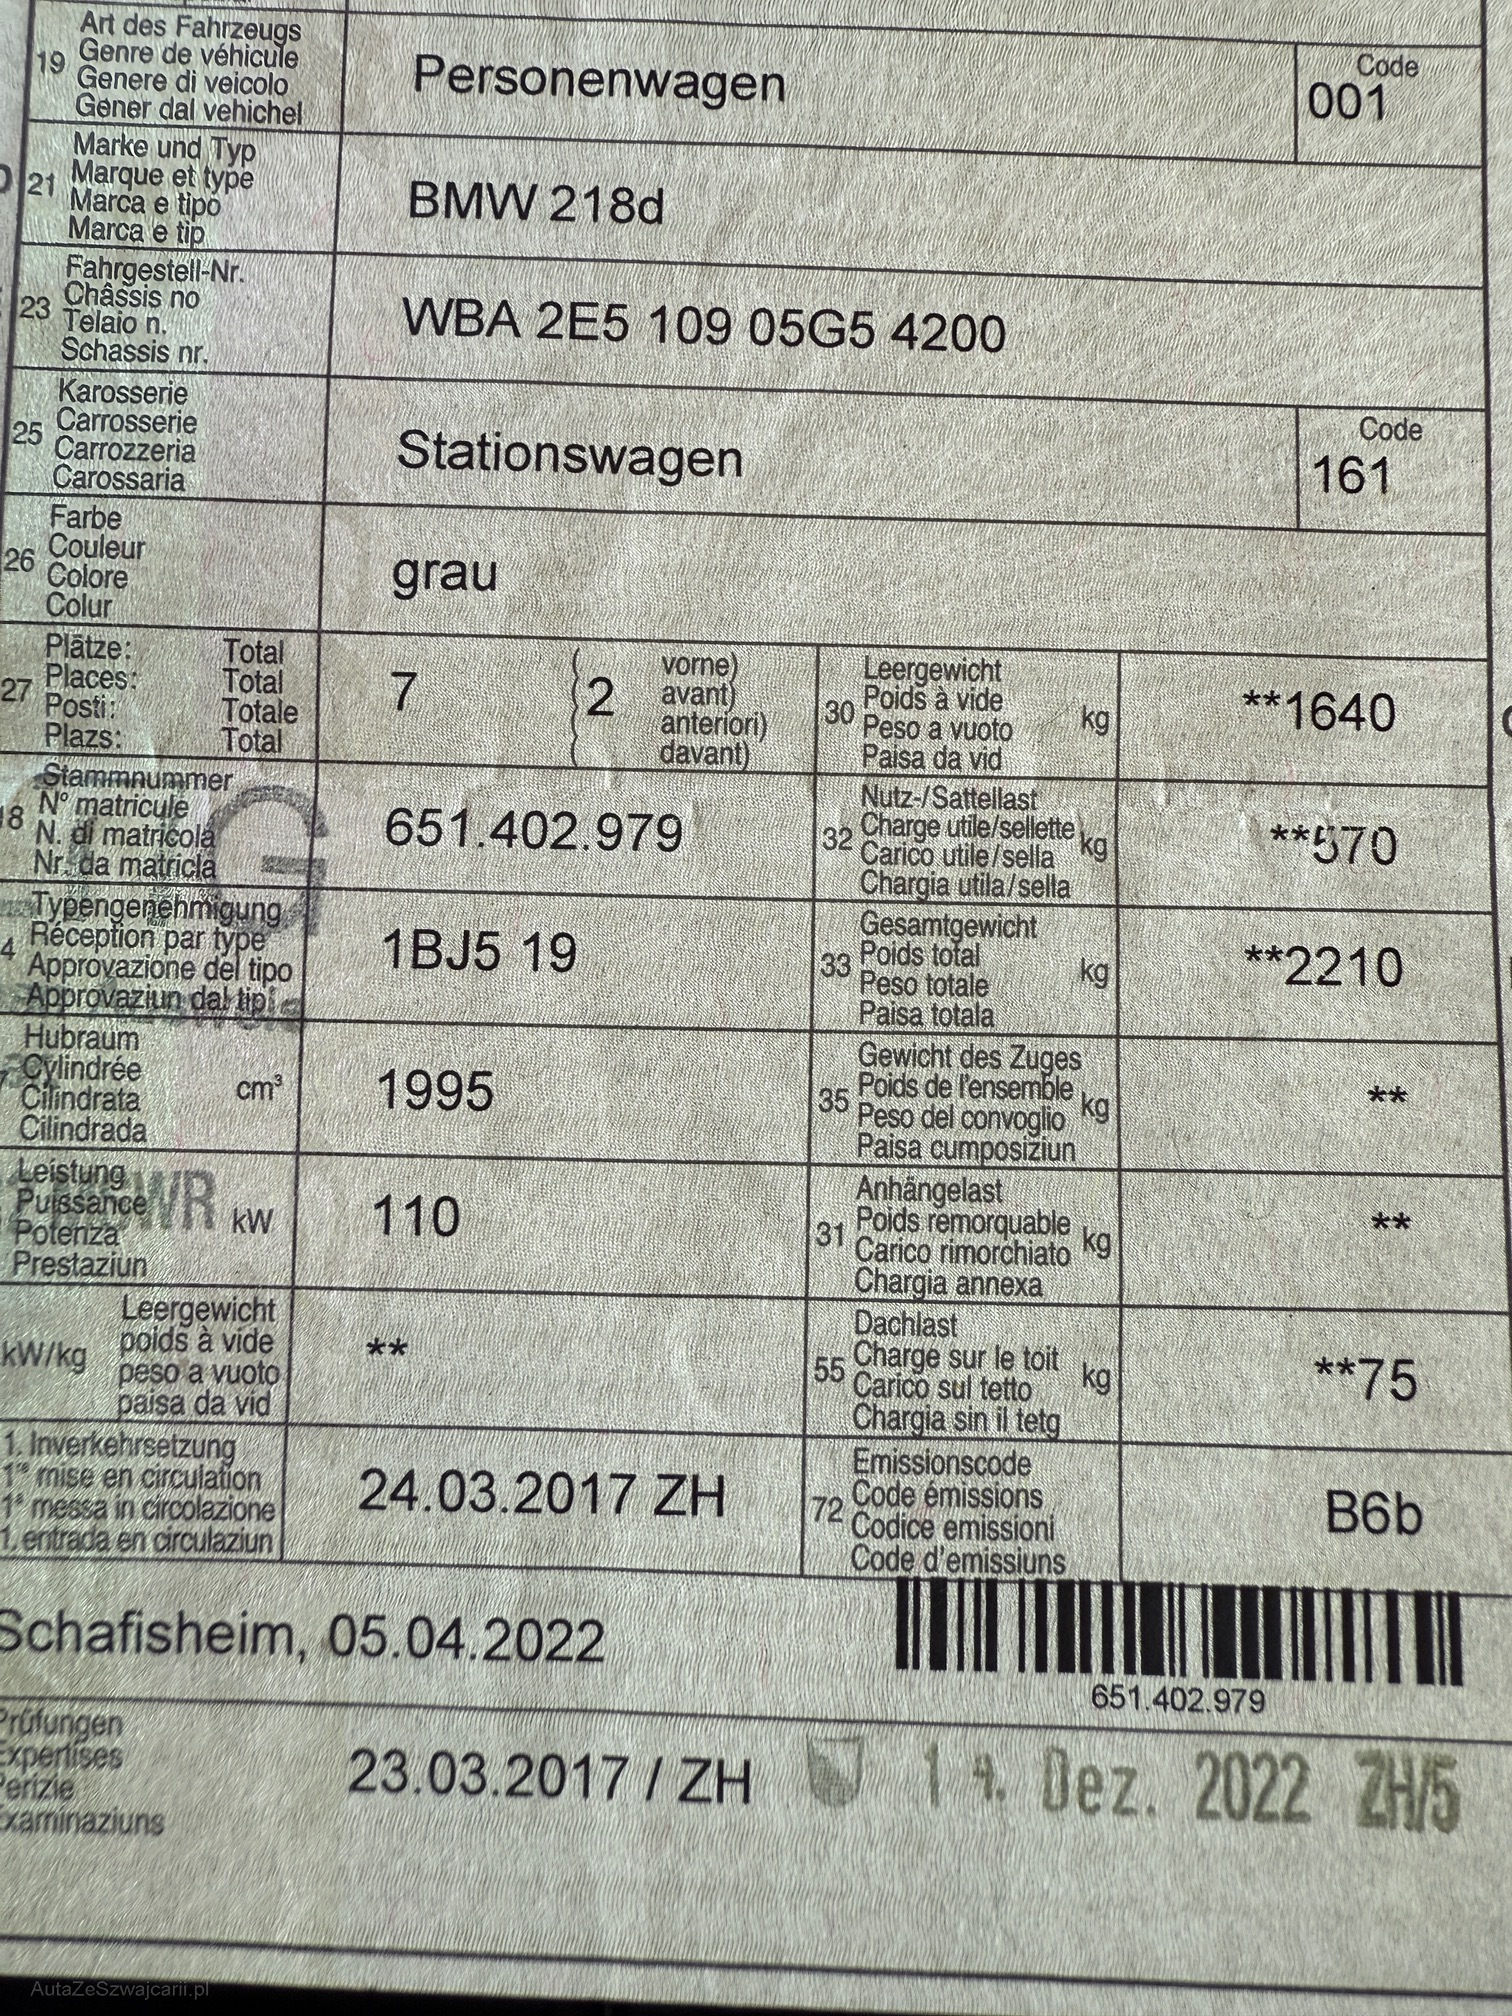 Art des Fahrzeugs
19 Genre de véhicule
Genere di veicolo
Gener dal vehichel
Personenwagen
Code
001
21 Marke und Typ
Marque et type
Marca e tipo
Marca e tip
BMW 218d
23 Fahrgestell-Nr.
Châssis no
Telaio n.
Schassis nr.
WBA 2E5 109 05G5 4200
25 Karosserie
Carrosserie
Carrozzeria
Carossaria
Stationswagen
Code
161
26 Farbe
Couleur
Colore
Colur
grau
27 Plätze: Total
Places: Total
Posti: Totale
Plazs: Total
7 (2 vorne)
avant)
anteriori)
davant)
30 Leergewicht
Poids à vide
Peso a vuoto
Paisa da vid
kg
**1640
18 Stammnummer
N° matricule
N. di matricola
Nr. da matricla
651.402.979
32 Nutz-/Sattellast
Charge utile/sellette
Carico utile/sella
Chargia utila/sella
kg
**570
4 Typengenehmigung
Réception par type
Approvazione del tipo
Approvaziun dal tip
1BJ5 19
33 Gesamtgewicht
Poids total
Peso totale
Paisa totala
kg
**2210
7 Hubraum
Cylindrée
Cilindrata
Cilindrada
cm³
1995
35 Gewicht des Zuges
Poids de l'ensemble
Peso del convoglio
Paisa cumposiziun
kg
**
Leistung
Puissance
Potenza
Prestaziun
kW
110
31 Anhängelast
Poids remorquable
Carico rimorchiato
Chargia annexa
kg
**
kW/kg Leergewicht
poids à vide
peso a vuoto
paisa da vid
**
55 Dachlast
Charge sur le toit
Carico sul tetto
Chargia sin il tetg
kg
**75
1. Inverkehrsetzung
1re mise en circulation
1a messa in circolazione
1. entrada en circulaziun
24.03.2017 ZH
72 Emissionscode
Code émissions
Codice emissioni
Code d'emissiuns
B6b
Schafisheim, 05.04.2022
651.402.979
Prüfungen
Expertises
Perizie
Examinaziuns
23.03.2017 / ZH
14. Dez. 2022 ZH/5
AutaZeSzwajcarii.pl